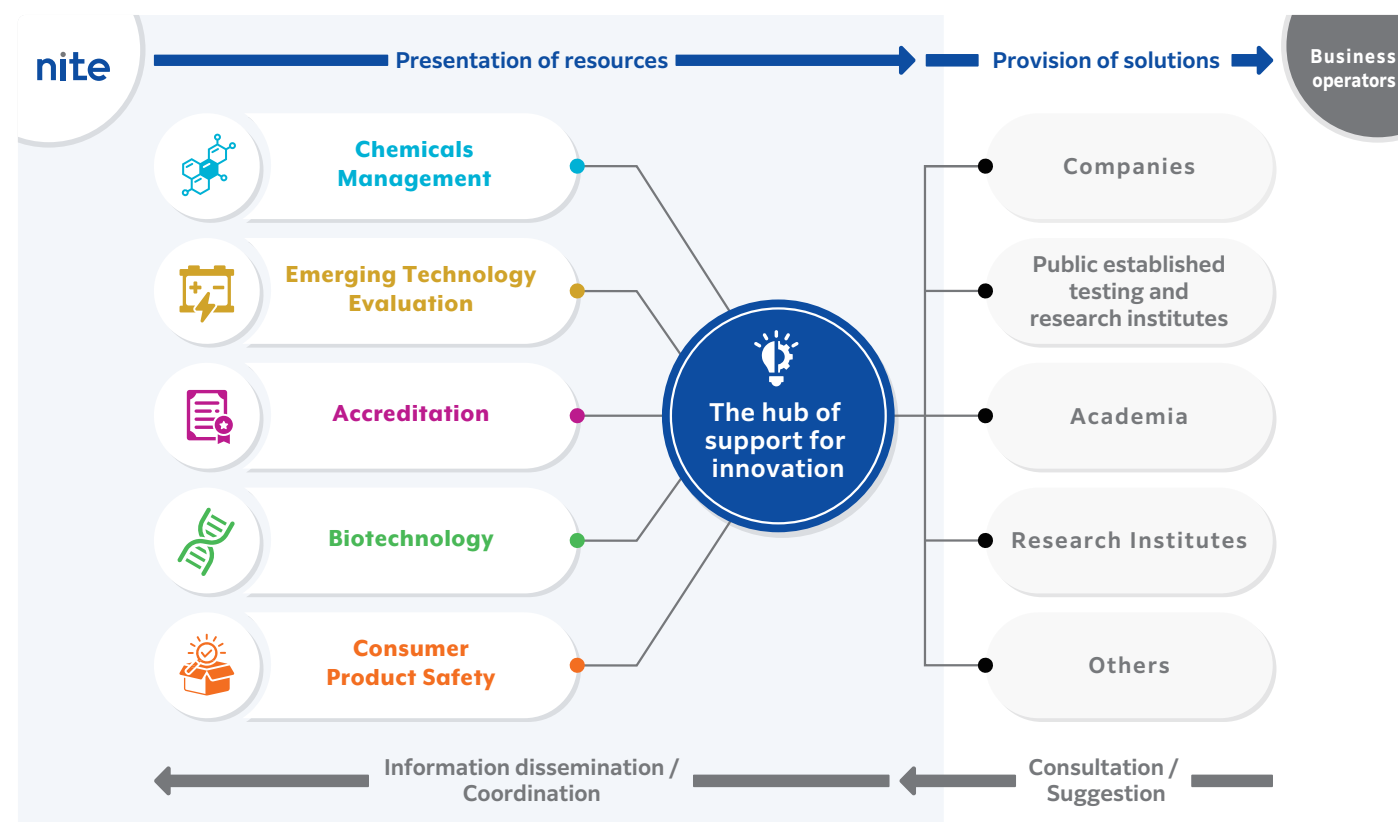 nite
Presentation of resources
Provision of solutions
Business
operators
Chemicals
Management
Emerging Technology
Evaluation
Accreditation
Biotechnology
Consumer
Product Safety
The hub of
support for
innovation
Companies
Public established
testing and
research institutes
Academia
Research Institutes
Others
Information dissemination /
Coordination
Consultation /
Suggestion